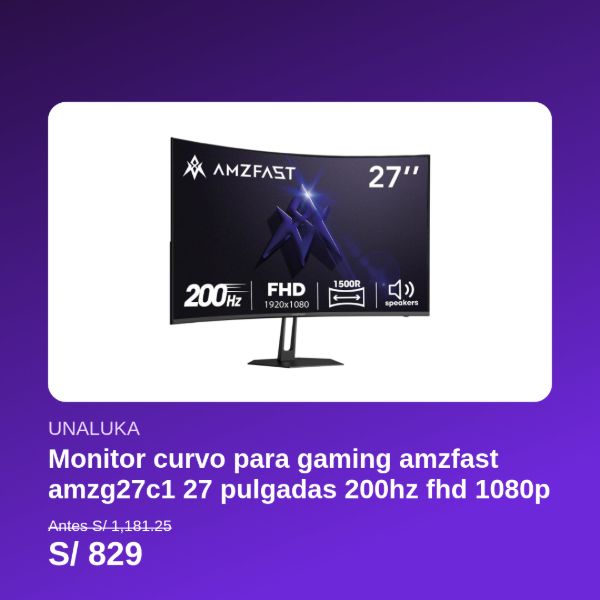 AMZFAST
27’’
200Hz
FHD
1920x1080
1500R
speakers
UNALUKA
Monitor curvo para gaming amzfast
amzg27c1 27 pulgadas 200hz fhd 1080p
Antes S/ 1,181.25
S/ 829